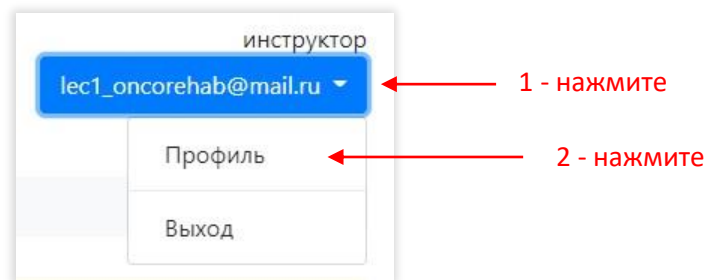 инструктор
lec1_oncorehab@mail.ru
1 - нажмите
Профиль
2 - нажмите
Выход